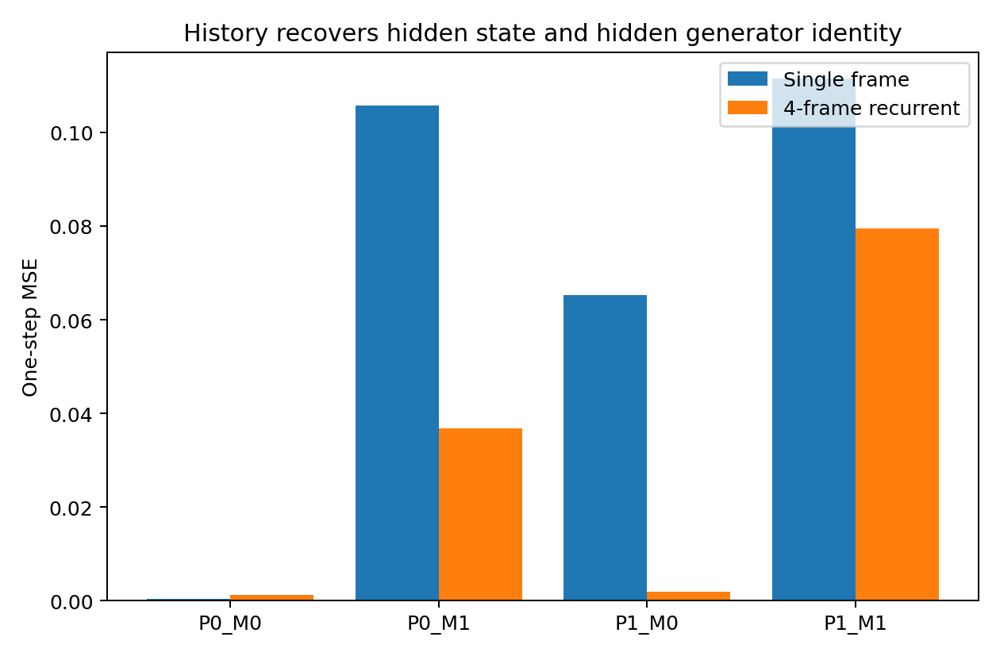 History recovers hidden state and hidden generator identity
Single frame
4-frame recurrent
One-step MSE
0.10
0.08
0.06
0.04
0.02
0.00
P0_M0
P0_M1
P1_M0
P1_M1